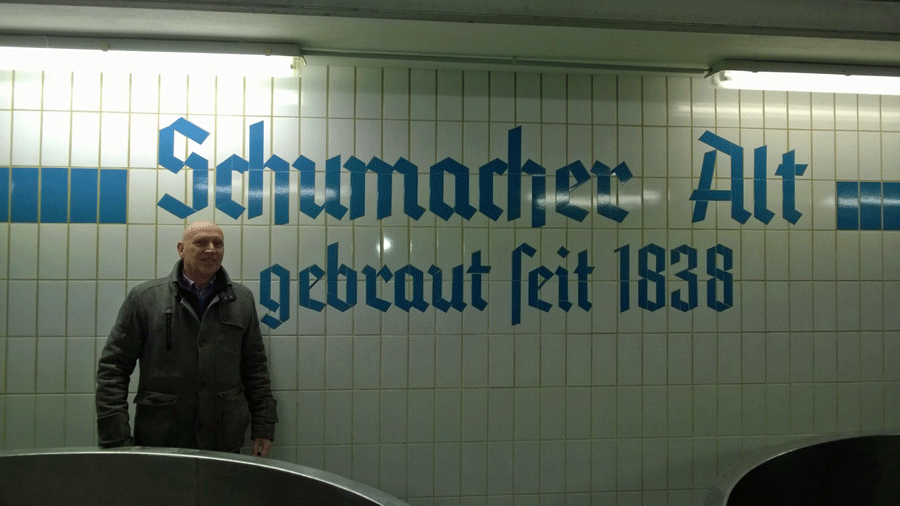 Schumacher Alt
gebraut ſeit 1838